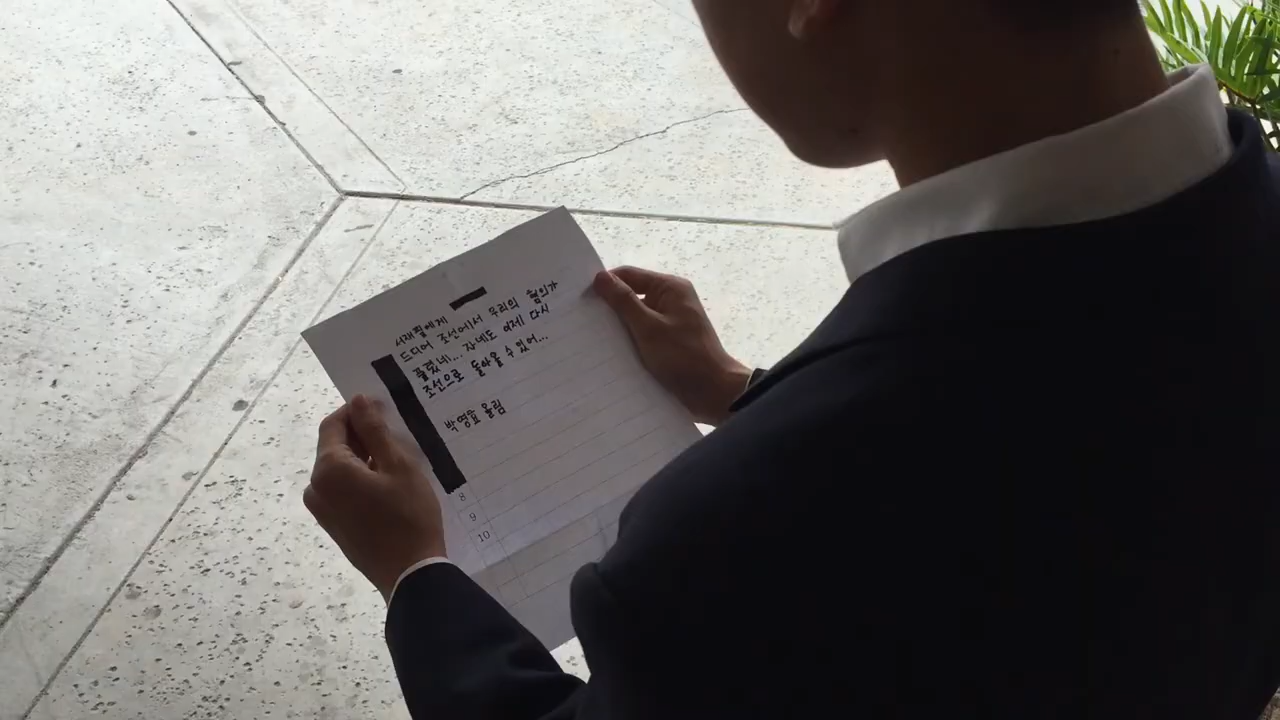 서재필에게
드디어 조선에서 우리의 혐의가
풀렸네... 자네도 이제 다시
조선으로 돌아올 수 있어...
박영효 올림
8
9
10